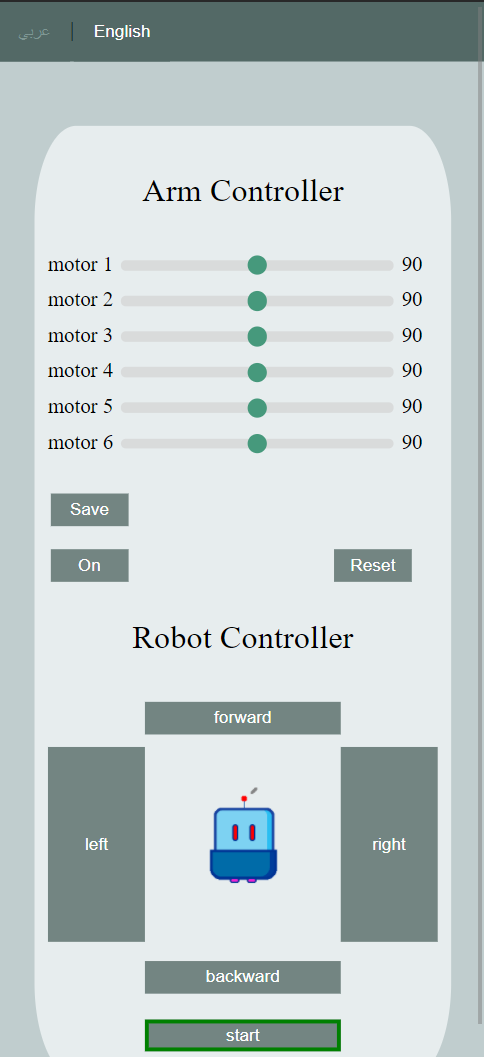 عربي | English
Arm Controller
motor 1 90
motor 2 90
motor 3 90
motor 4 90
motor 5 90
motor 6 90
Save
On Reset
Robot Controller
forward
left right
backward
start